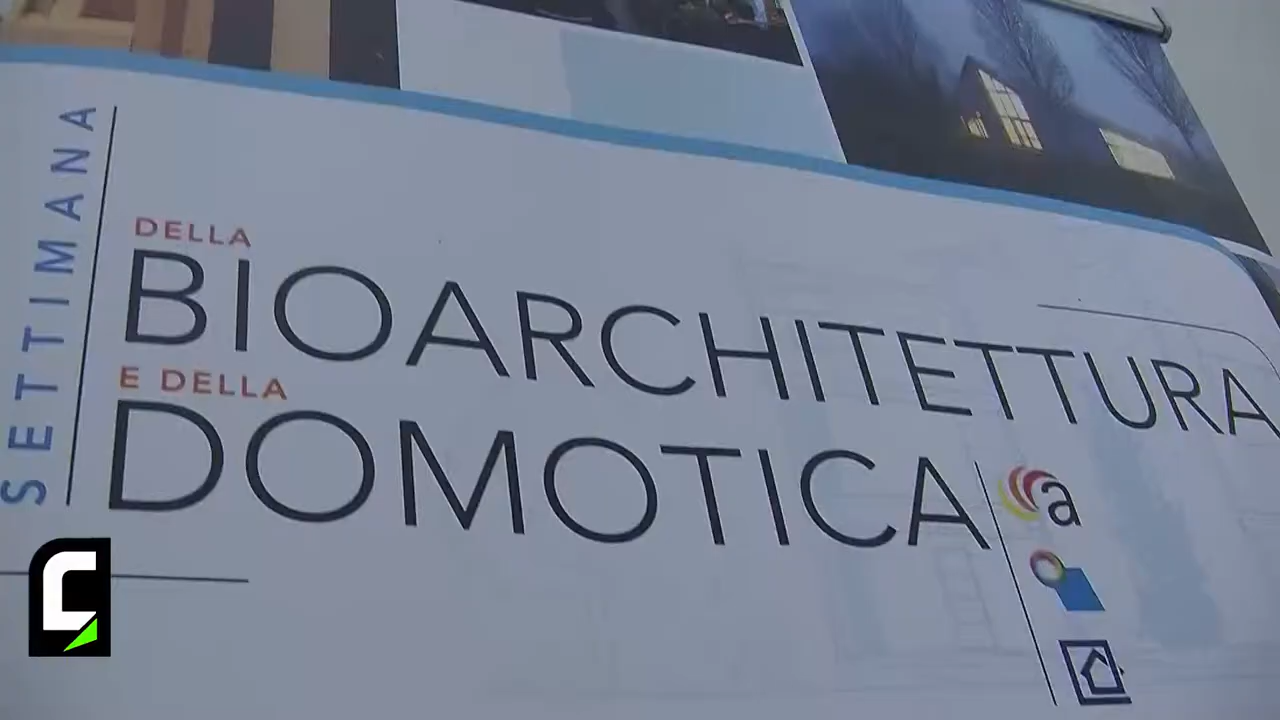 SETTIMANA
DELLA
BIOARCHITETTURA
E DELLA
DOMOTICA
a